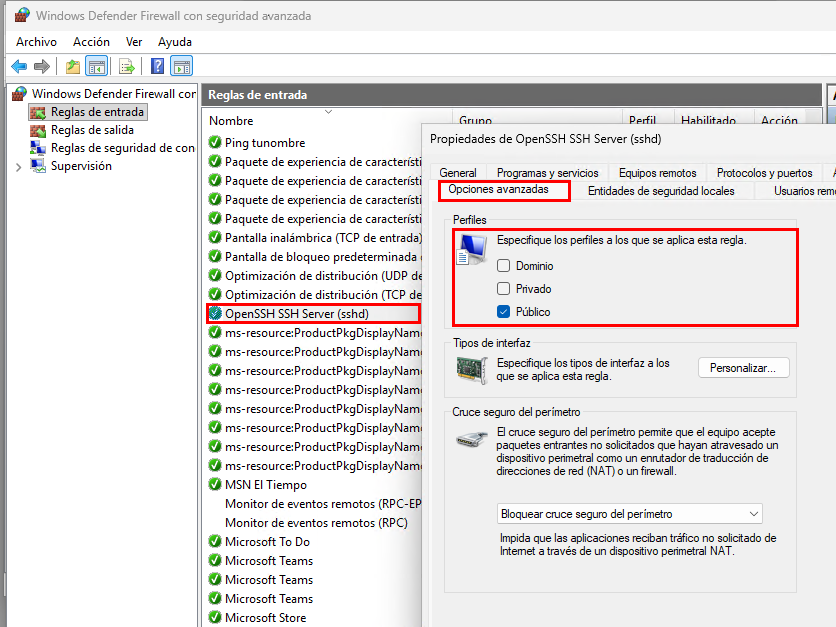 Windows Defender Firewall con seguridad avanzada
Archivo Acción Ver Ayuda
Windows Defender Firewall con
Reglas de entrada
Reglas de salida
Reglas de seguridad de con
Supervisión
Reglas de entrada
Nombre Grupo Perfil Habilitado Acción
Ping tunombre
Paquete de experiencia de característi
Paquete de experiencia de característi
Paquete de experiencia de característi
Paquete de experiencia de característi
Pantalla inalámbrica (TCP de entrada)
Pantalla de bloqueo predeterminada
Optimización de distribución (UDP de
Optimización de distribución (TCP de
OpenSSH SSH Server (sshd)
ms-resource:ProductPkgDisplayName
ms-resource:ProductPkgDisplayName
ms-resource:ProductPkgDisplayName
ms-resource:ProductPkgDisplayName
ms-resource:ProductPkgDisplayName
ms-resource:ProductPkgDisplayName
ms-resource:ProductPkgDisplayName
ms-resource:ProductPkgDisplayName
MSN El Tiempo
Monitor de eventos remotos (RPC-EP
Monitor de eventos remotos (RPC)
Microsoft To Do
Microsoft Teams
Microsoft Teams
Microsoft Teams
Microsoft Store
Propiedades de OpenSSH SSH Server (sshd)
General Programas y servicios Equipos remotos Protocolos y puertos
Opciones avanzadas Entidades de seguridad locales Usuarios rem
Perfiles
Especifique los perfiles a los que se aplica esta regla.
Dominio
Privado
Público
Tipos de interfaz
Especifique los tipos de interfaz a los
que se aplica esta regla.
Personalizar...
Cruce seguro del perímetro
El cruce seguro del perímetro permite que el equipo acepte
paquetes entrantes no solicitados que hayan atravesado un
dispositivo perimetral como un enrutador de traducción de
direcciones de red (NAT) o un firewall.
Bloquear cruce seguro del perímetro
Impida que las aplicaciones reciban tráfico no solicitado de
Internet a través de un dispositivo perimetral NAT.